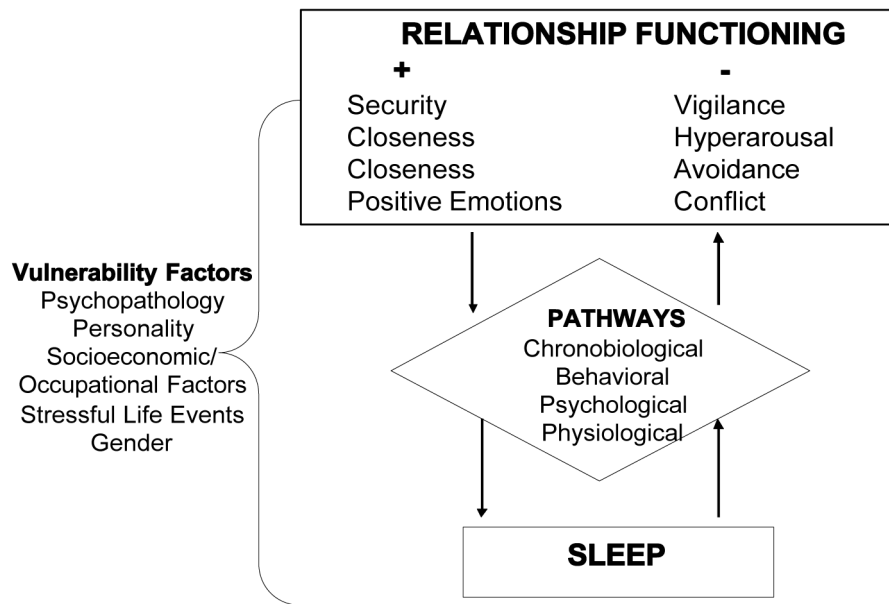 RELATIONSHIP FUNCTIONING
+ -
Security Vigilance
Closeness Hyperarousal
Closeness Avoidance
Positive Emotions Conflict
Vulnerability Factors
Psychopathology
Personality
Socioeconomic/
Occupational Factors
Stressful Life Events
Gender
PATHWAYS
Chronobiological
Behavioral
Psychological
Physiological
SLEEP